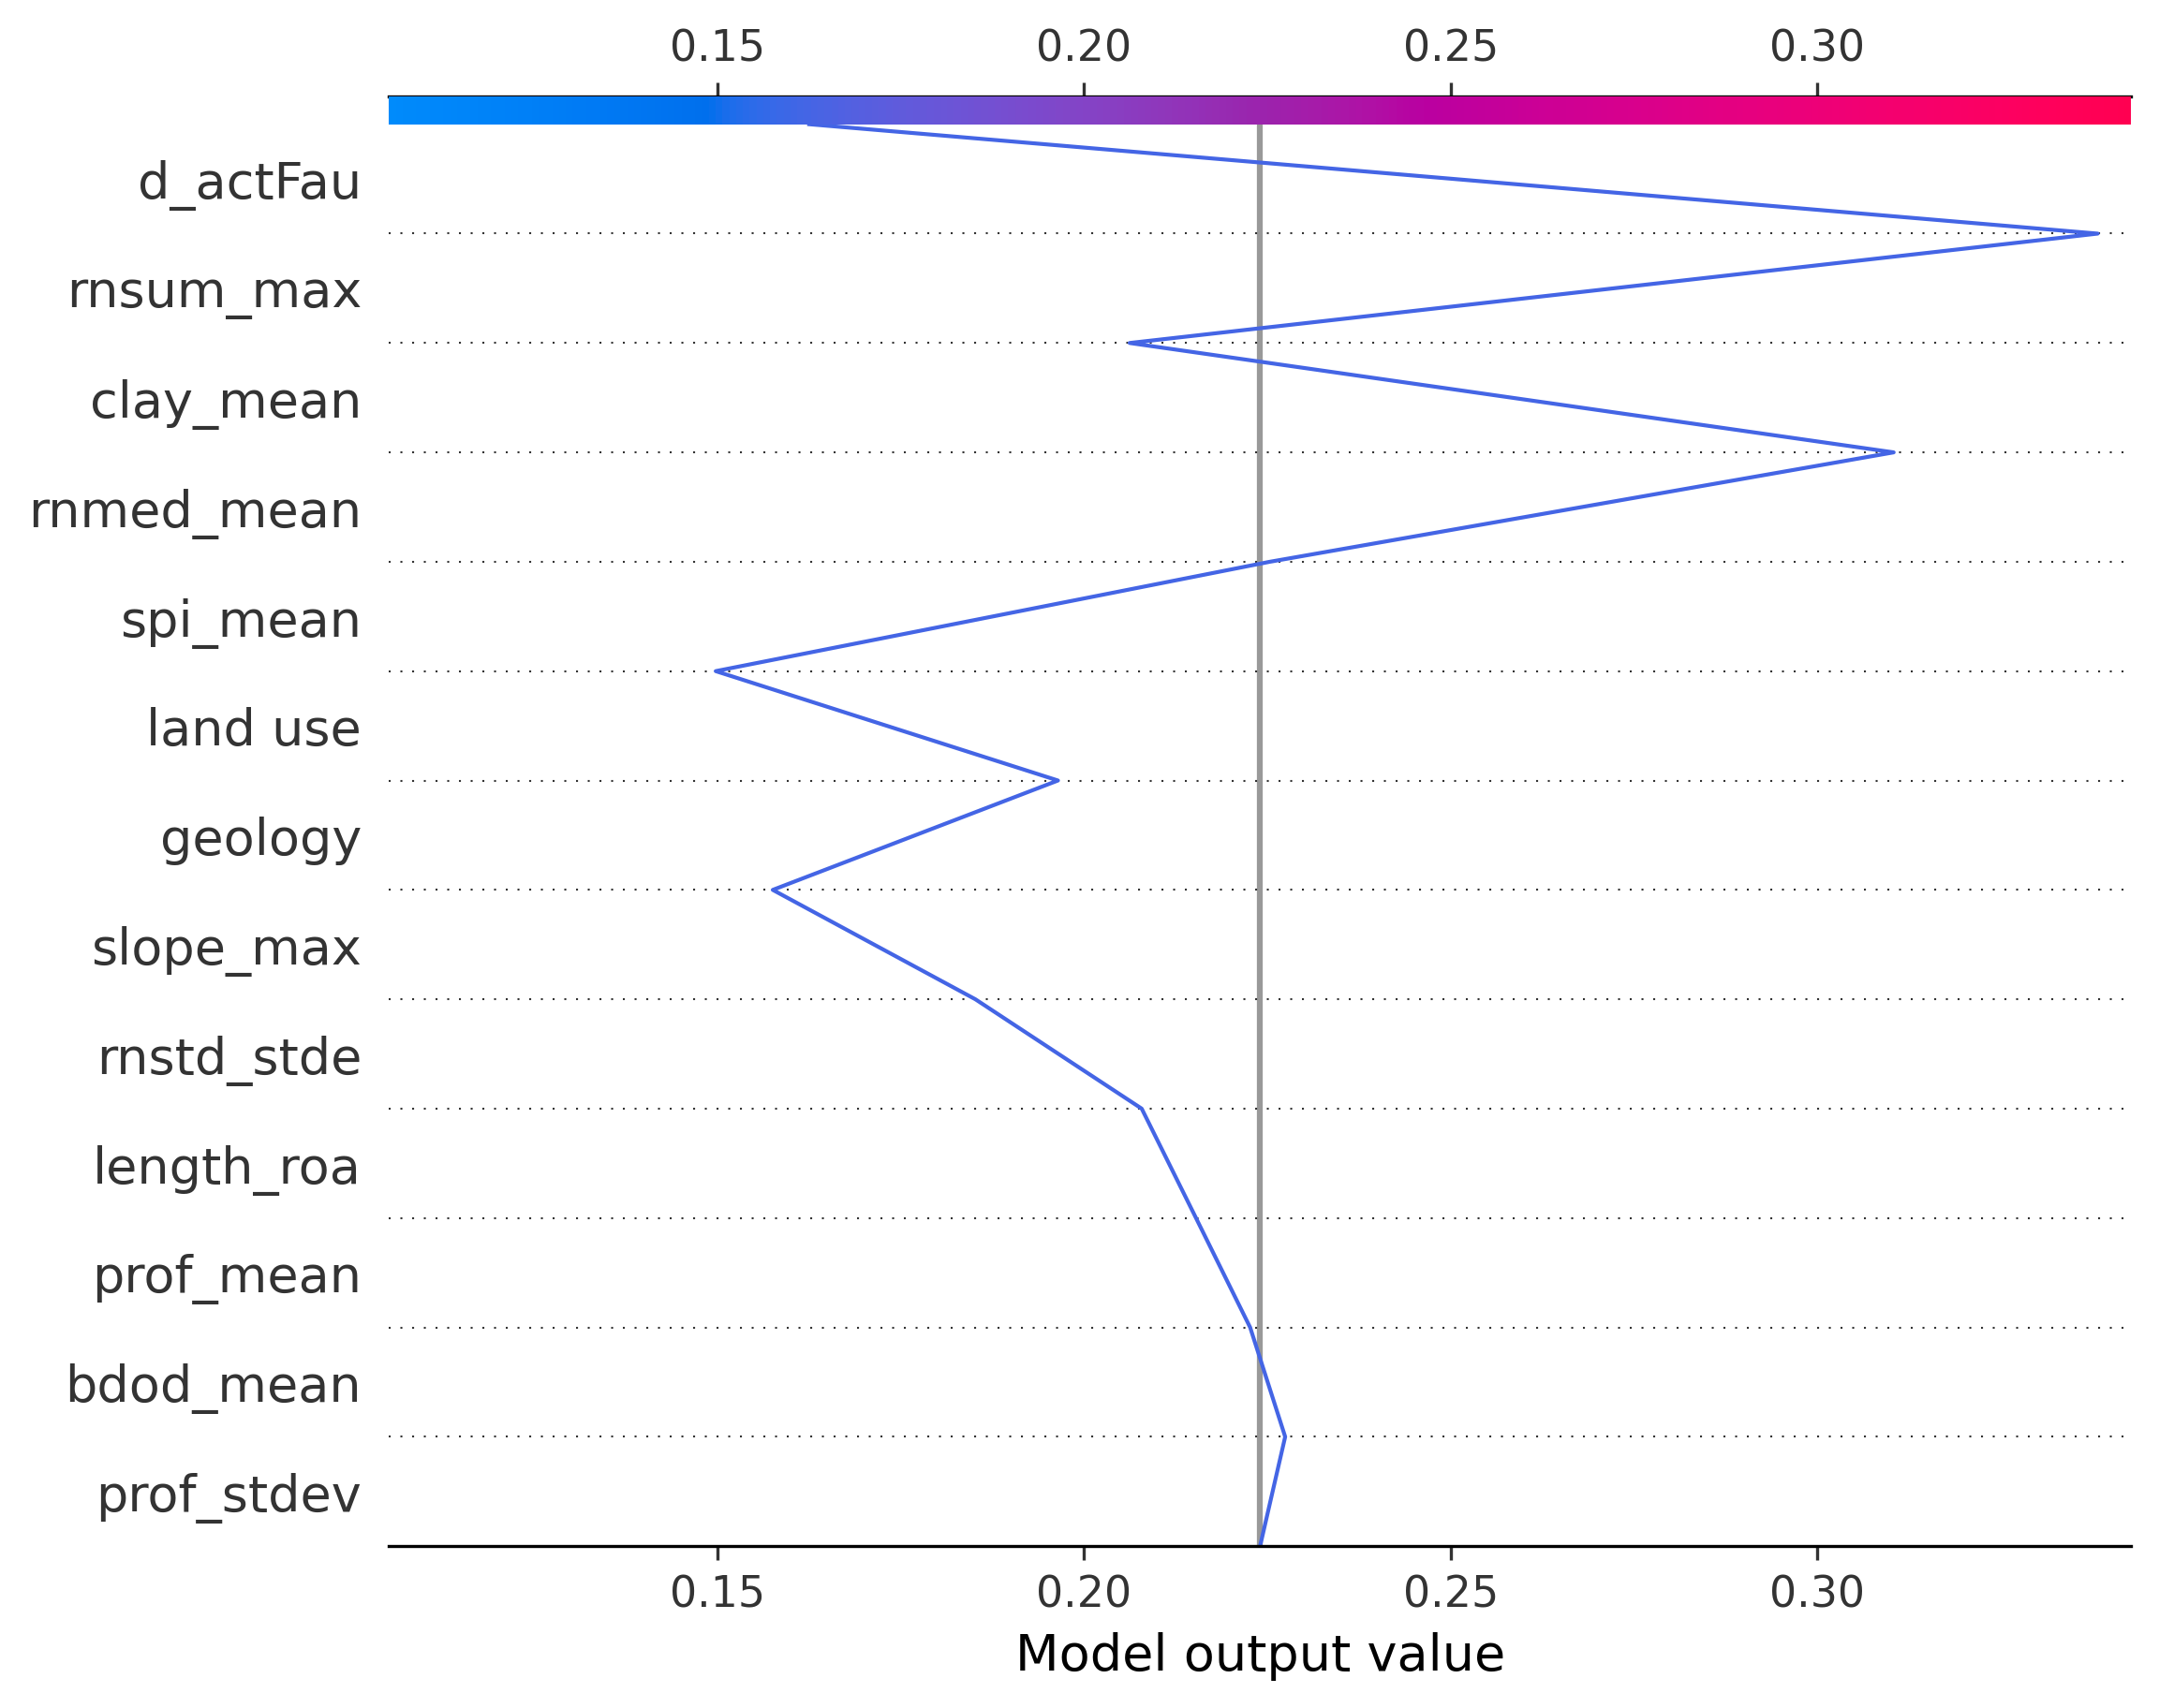 0.15 0.20 0.25 0.30
d_actFau
rnsum_max
clay_mean
rnmed_mean
spi_mean
land use
geology
slope_max
rnstd_stde
length_roa
prof_mean
bdod_mean
prof_stdev
0.15 0.20 0.25 0.30
Model output value